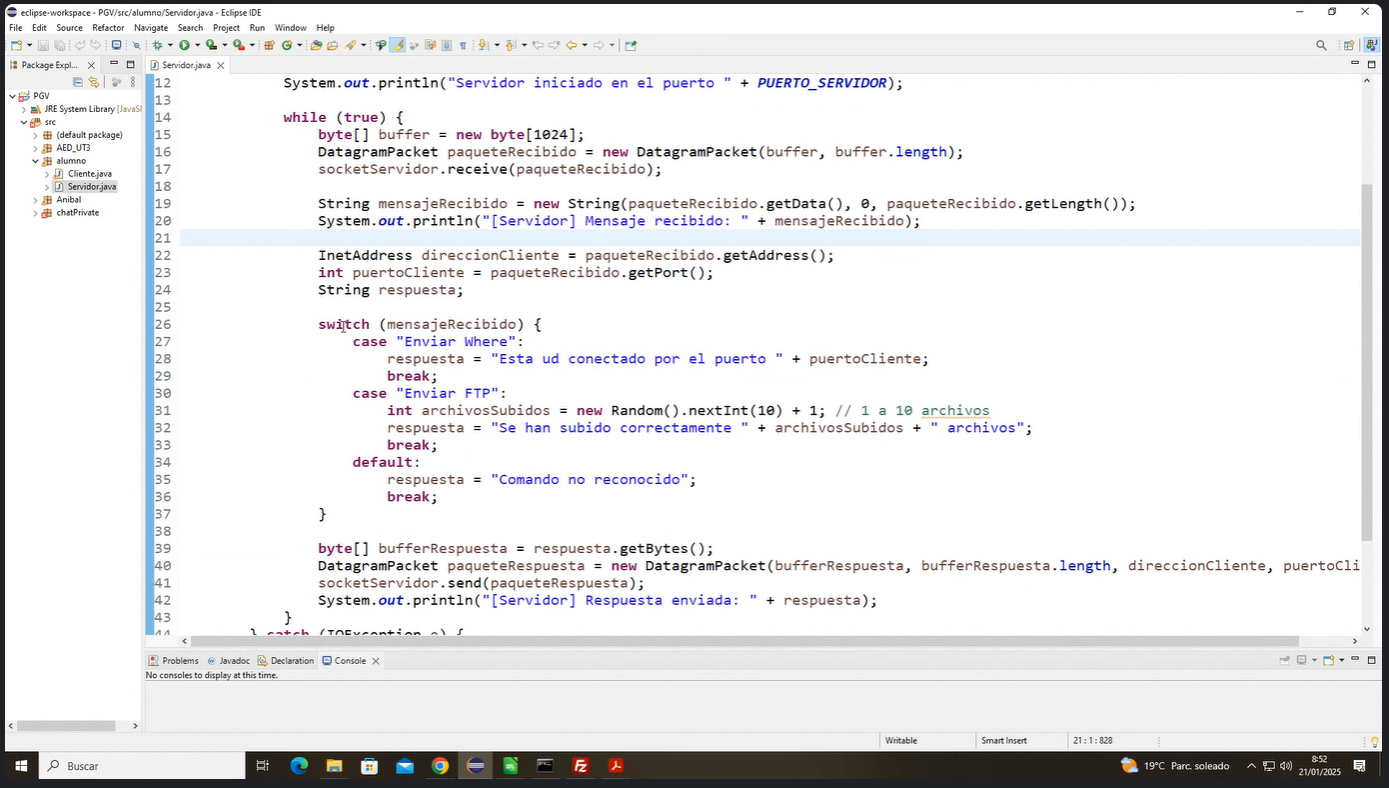 eclipse-workspace - PGV/src/alumno/Servidor.java - Eclipse IDE
File Edit Source Refactor Navigate Search Project Run Window Help
Package Expl...
Servidor.java
PGV
JRE System Library [JavaS
src
(default package)
AED_UT3
alumno
Cliente.java
Servidor.java
Anibal
chatPrivate
12 System.out.println("Servidor iniciado en el puerto " + PUERTO_SERVIDOR);
13
14 while (true) {
15 byte[] buffer = new byte[1024];
16 DatagramPacket paqueteRecibido = new DatagramPacket(buffer, buffer.length);
17 socketServidor.receive(paqueteRecibido);
18
19 String mensajeRecibido = new String(paqueteRecibido.getData(), 0, paqueteRecibido.getLength());
20 System.out.println("[Servidor] Mensaje recibido: " + mensajeRecibido);
21
22 InetAddress direccionCliente = paqueteRecibido.getAddress();
23 int puertoCliente = paqueteRecibido.getPort();
24 String respuesta;
25
26 switch (mensajeRecibido) {
27 case "Enviar Where":
28 respuesta = "Esta ud conectado por el puerto " + puertoCliente;
29 break;
30 case "Enviar FTP":
31 int archivosSubidos = new Random().nextInt(10) + 1; // 1 a 10 archivos
32 respuesta = "Se han subido correctamente " + archivosSubidos + " archivos";
33 break;
34 default:
35 respuesta = "Comando no reconocido";
36 break;
37 }
38
39 byte[] bufferRespuesta = respuesta.getBytes();
40 DatagramPacket paqueteRespuesta = new DatagramPacket(bufferRespuesta, bufferRespuesta.length, direccionCliente, puertoCli
41 socketServidor.send(paqueteRespuesta);
42 System.out.println("[Servidor] Respuesta enviada: " + respuesta);
43 }
44 } catch (IOException e) {
Problems Javadoc Declaration Console
No consoles to display at this time.
Writable Smart Insert 21 : 1 : 828
Buscar
19°C Parc. soleado
8:52
21/01/2025